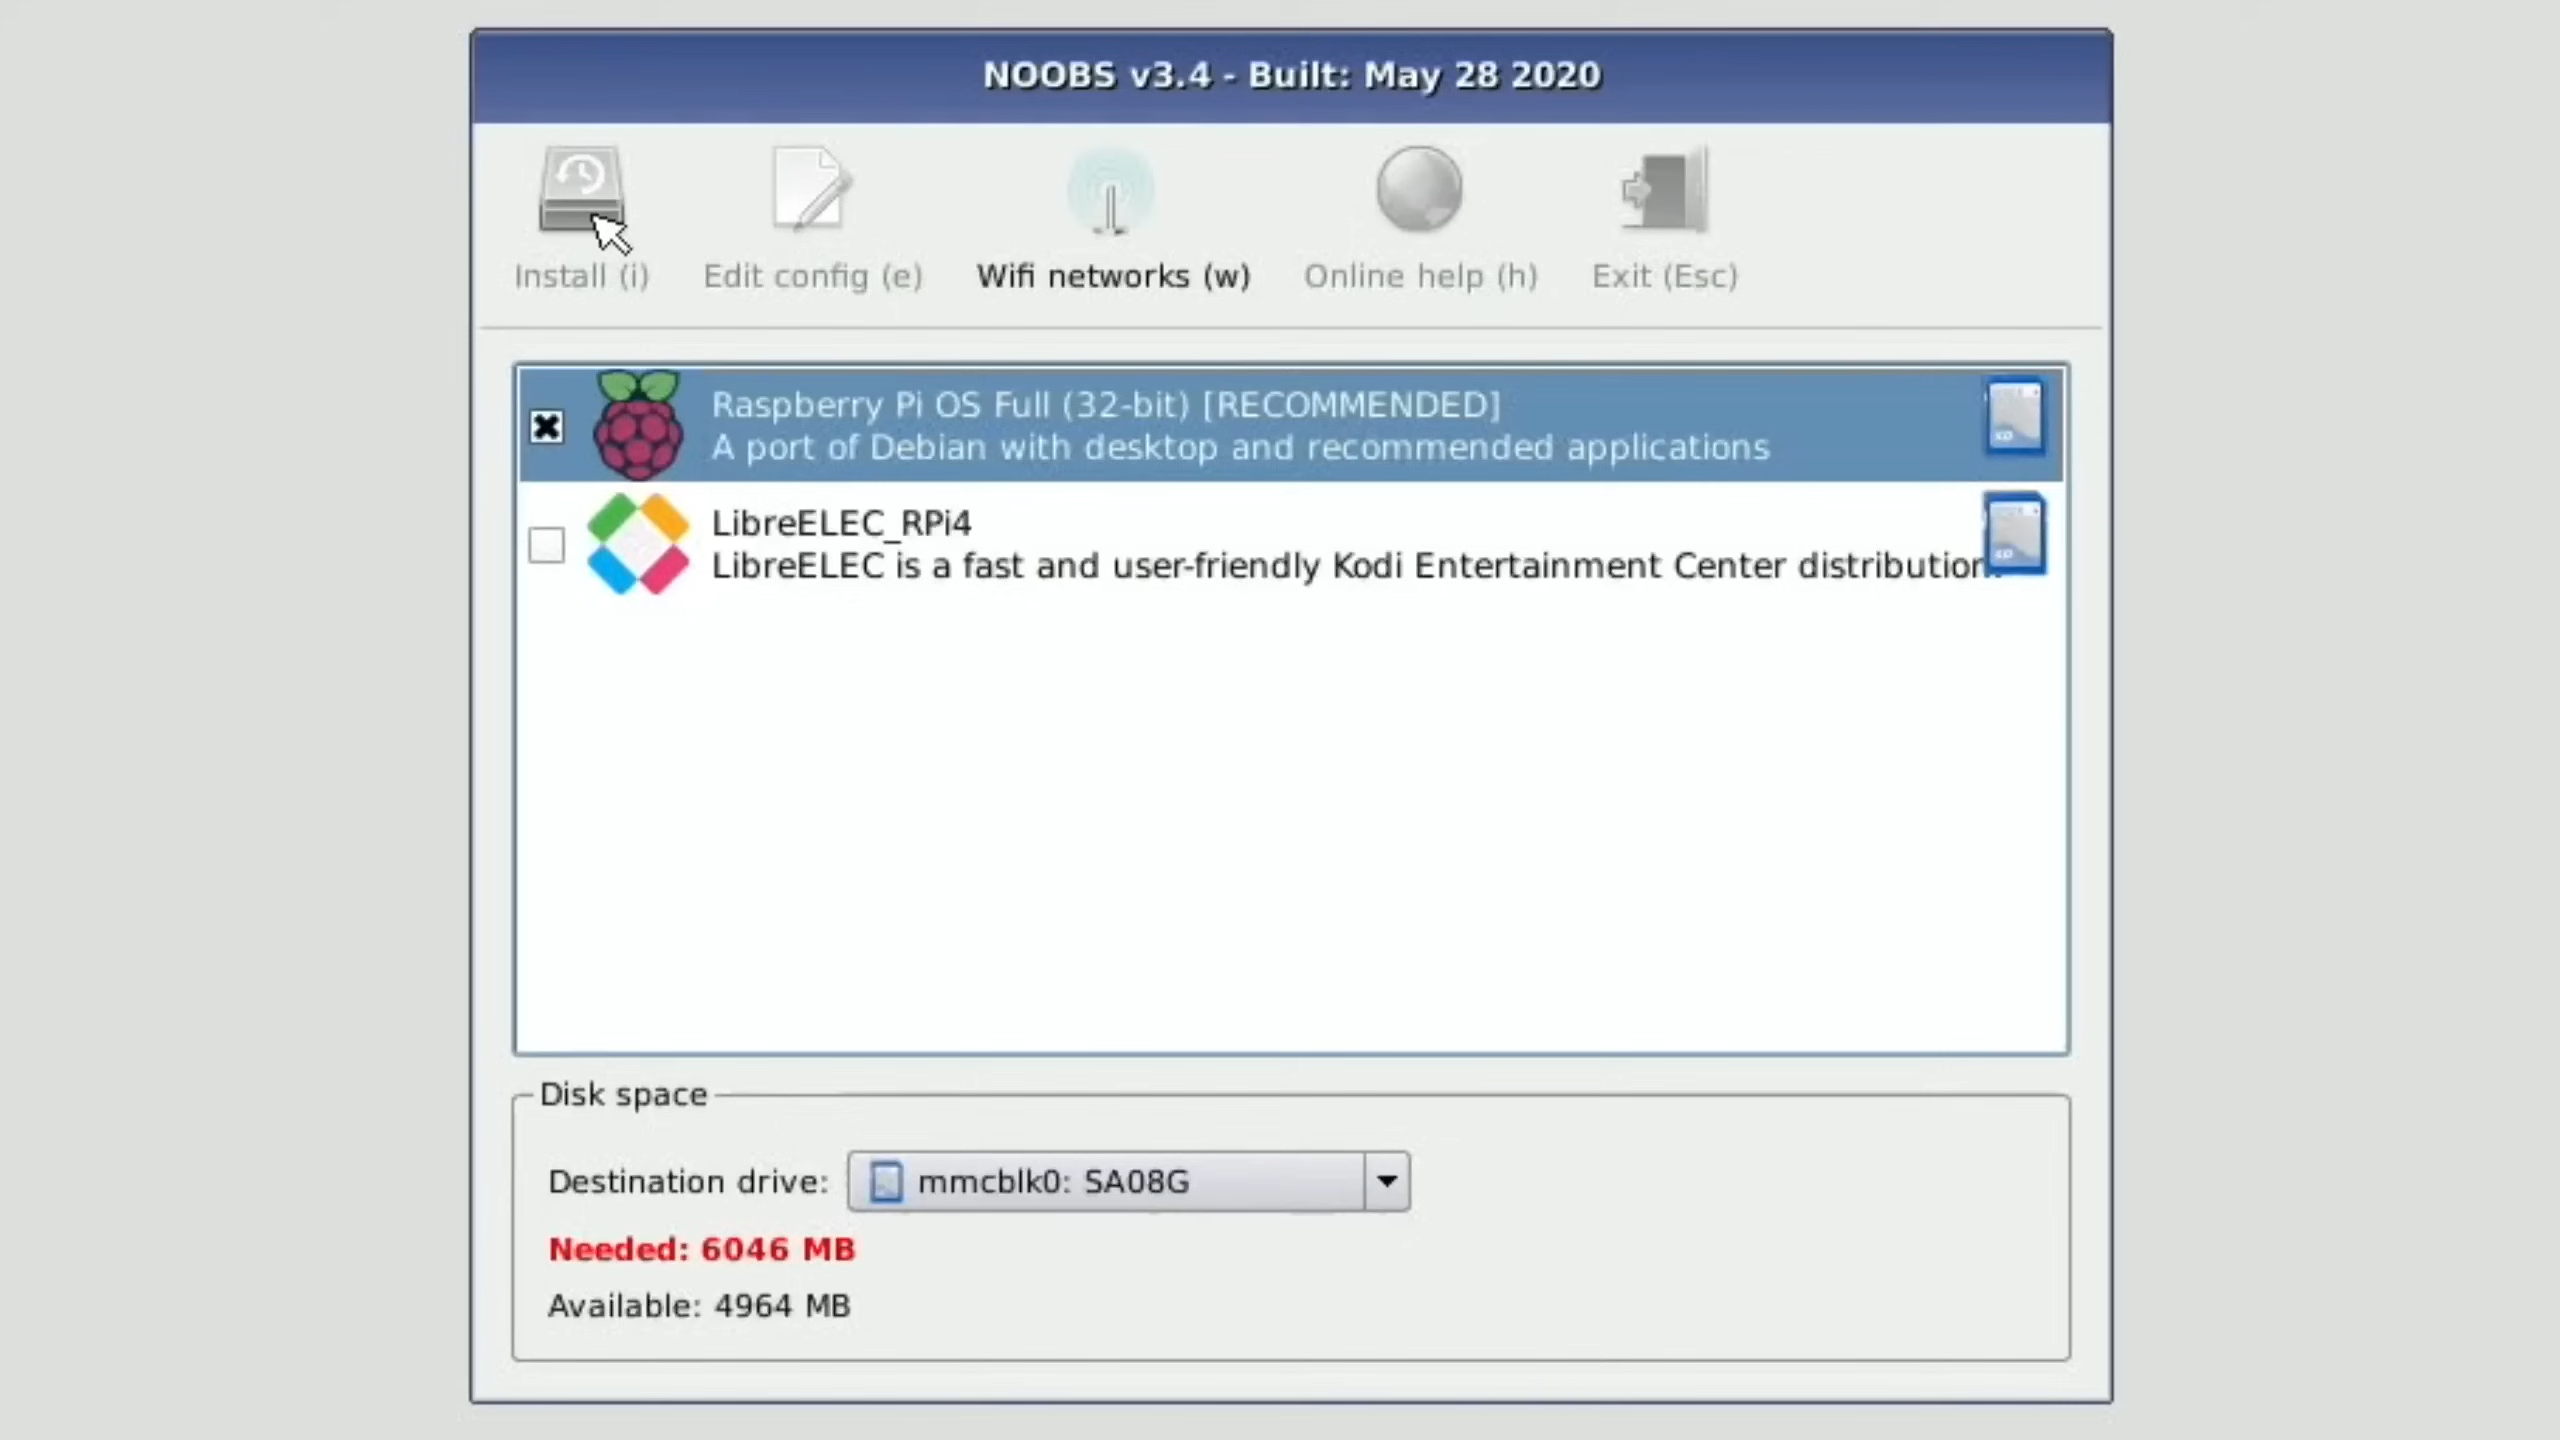 NOOBS v3.4 - Built: May 28 2020
Install (i)
Edit config (e)
Wifi networks (w)
Online help (h)
Exit (Esc)
Raspberry Pi OS Full (32-bit) [RECOMMENDED]
A port of Debian with desktop and recommended applications
LibreELEC_RPi4
LibreELEC is a fast and user-friendly Kodi Entertainment Center distribution.
Disk space
Destination drive:
mmcblk0: SA08G
Needed: 6046 MB
Available: 4964 MB